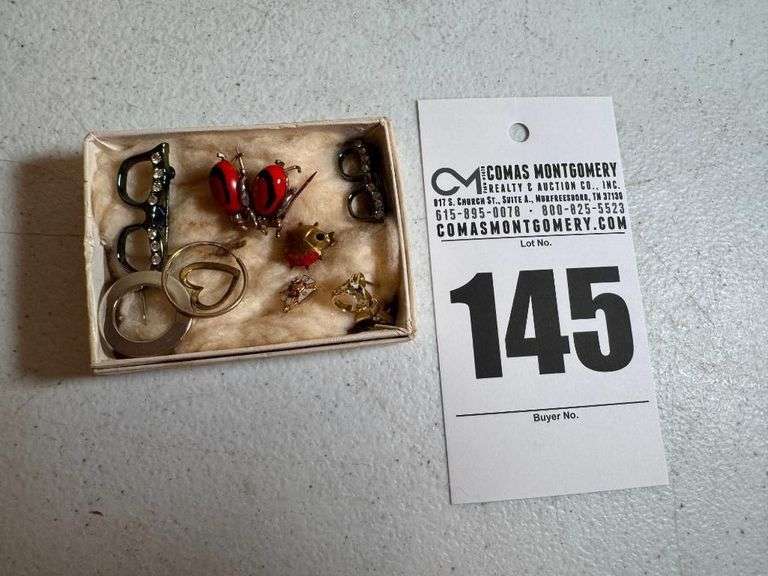 COMAS MONTGOMERY
REALTY & AUCTION CO., INC.
817 S. CHURCH ST., SUITE A., MURFREESBORO, TN 37130
615-895-0078 · 800-825-5523
COMASMONTGOMERY.COM
Lot No.
145
Buyer No.